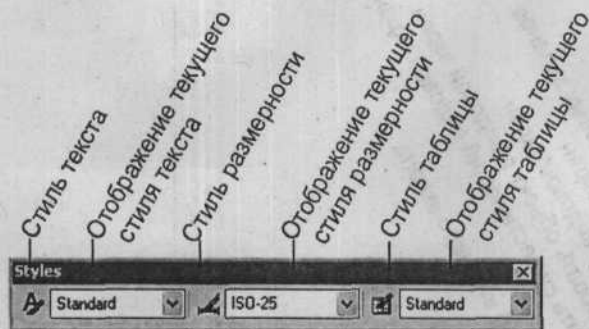 Стиль текста
Отображение текущего
стиля текста
Стиль размерности
Отображение текущего
стиля размерности
Стиль таблицы
Отображение текущего
стиля таблицы
Styles
Standard
ISO-25
Standard